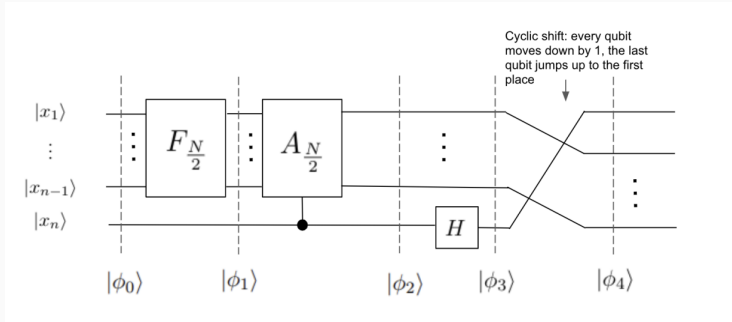 Cyclic shift: every qubit
moves down by 1, the last
qubit jumps up to the first
place
|x₁⟩
⋮
|xₙ₋₁⟩
|xₙ⟩
F_{N/2}
A_{N/2}
H
|ϕ₀⟩
|ϕ₁⟩
|ϕ₂⟩
|ϕ₃⟩
|ϕ₄⟩